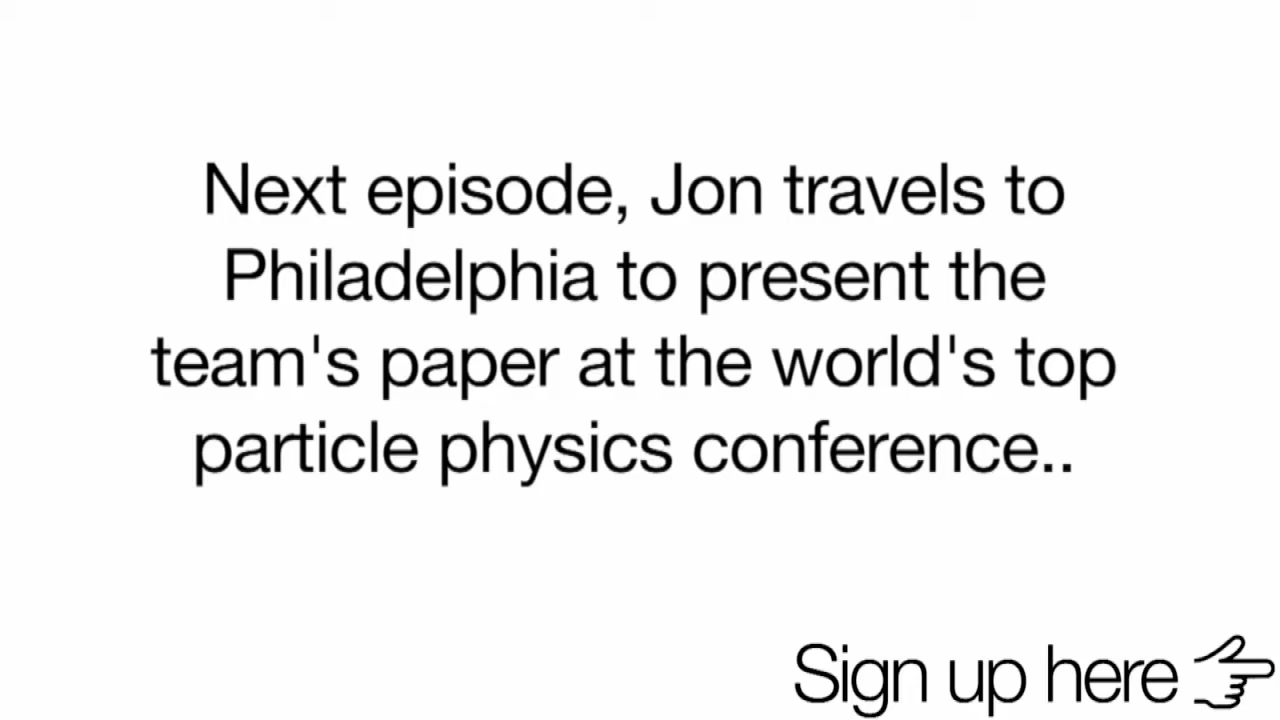 Next episode, Jon travels to
Philadelphia to present the
team's paper at the world's top
particle physics conference..
Sign up here